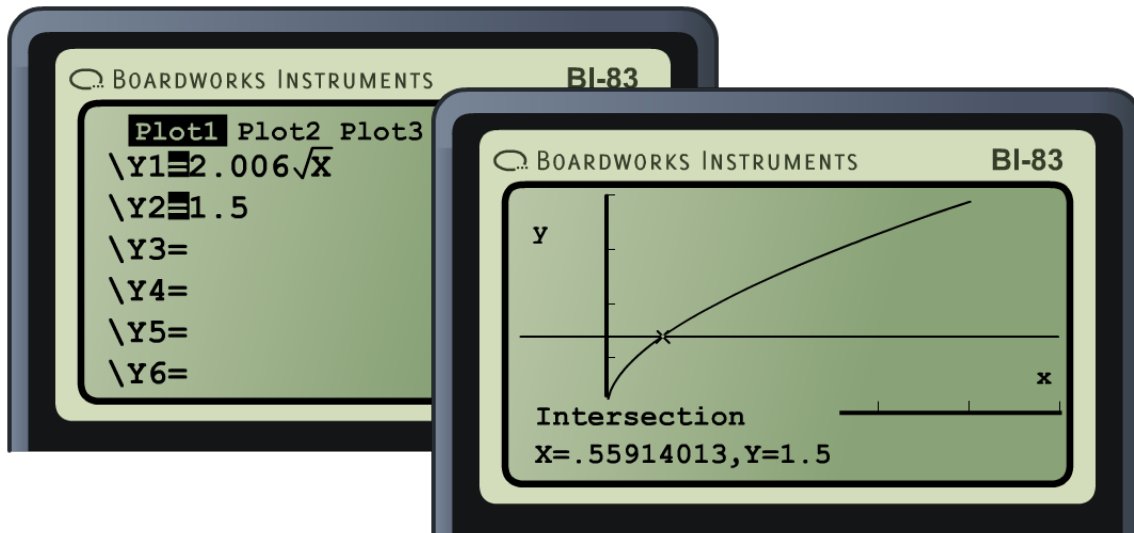 BOARDWORKS INSTRUMENTS BI-83
Plot1 Plot2 Plot3
\Y1=2.006√x
\Y2=1.5
\Y3=
\Y4=
\Y5=
\Y6=
BOARDWORKS INSTRUMENTS BI-83
y
x
Intersection
X=.55914013,Y=1.5